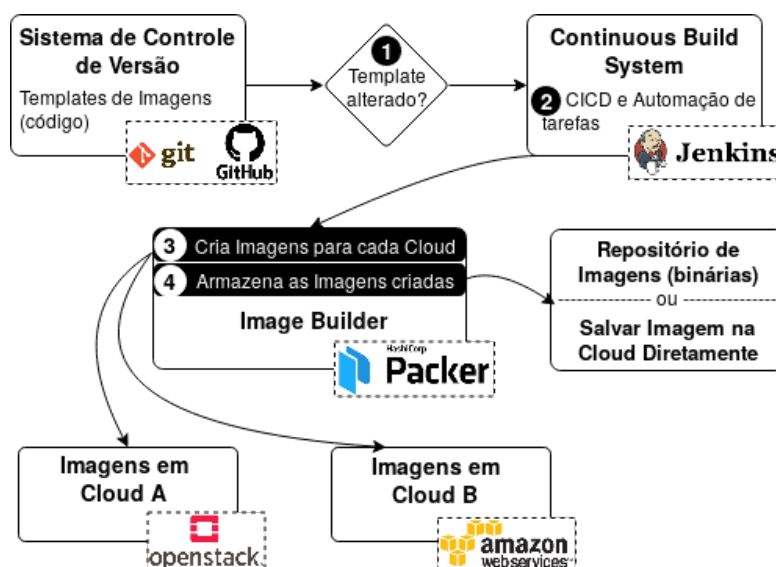 Sistema de Controle
de Versão
Templates de Imagens
(código)
git
GitHub
1
Template
alterado?
Continuous Build
System
2 CICD e Automação de
tarefas
Jenkins
3 Cria Imagens para cada Cloud
4 Armazena as Imagens criadas
Image Builder
HashiCorp
Packer
Repositório de
Imagens (binárias)
ou
Salvar Imagem na
Cloud Diretamente
Imagens em
Cloud A
openstack.
Imagens em
Cloud B
amazon
webservices™